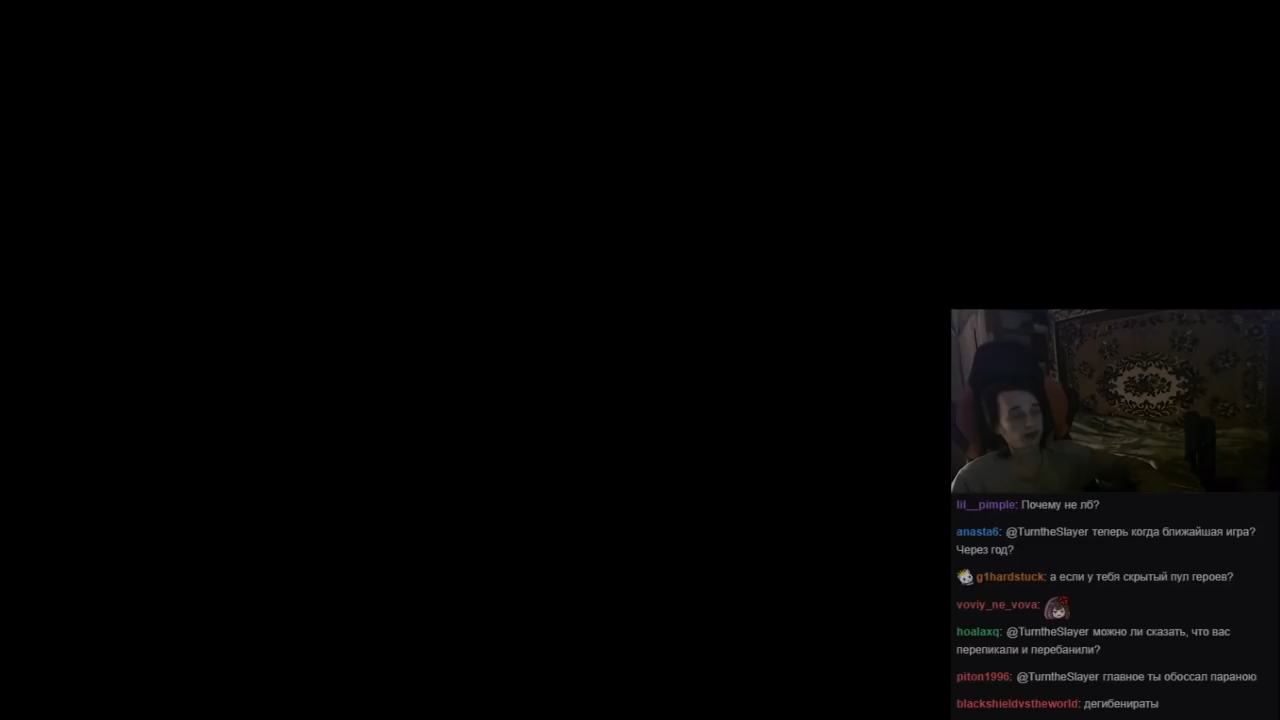 lil__pimple: Почему не лб?
anasta6: @TurntheSlayer теперь когда ближайшая игра?
Через год?
g1hardstuck: а если у тебя скрытый пул героев?
voviy_ne_vova:
hoalaxq: @TurntheSlayer можно ли сказать, что вас
перепикали и перебанили?
piton1996: @TurntheSlayer главное ты обоссал параною
blackshieldvstheworld: дегибенираты